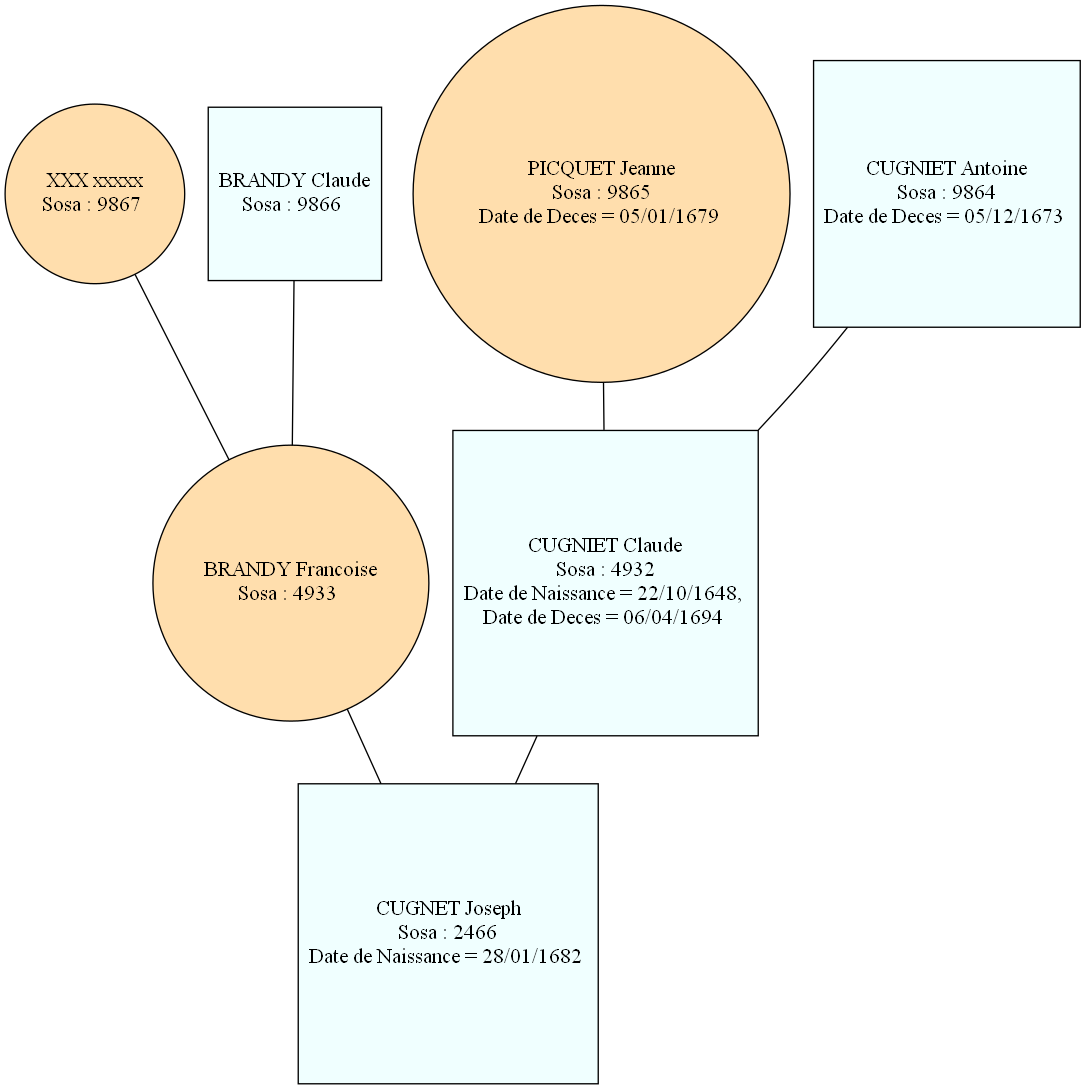 XXX xxxxx
Sosa : 9867
BRANDY Claude
Sosa : 9866
PICQUET Jeanne
Sosa : 9865
Date de Deces = 05/01/1679
CUGNIET Antoine
Sosa : 9864
Date de Deces = 05/12/1673
BRANDY Francoise
Sosa : 4933
CUGNIET Claude
Sosa : 4932
Date de Naissance = 22/10/1648,
Date de Deces = 06/04/1694
CUGNET Joseph
Sosa : 2466
Date de Naissance = 28/01/1682